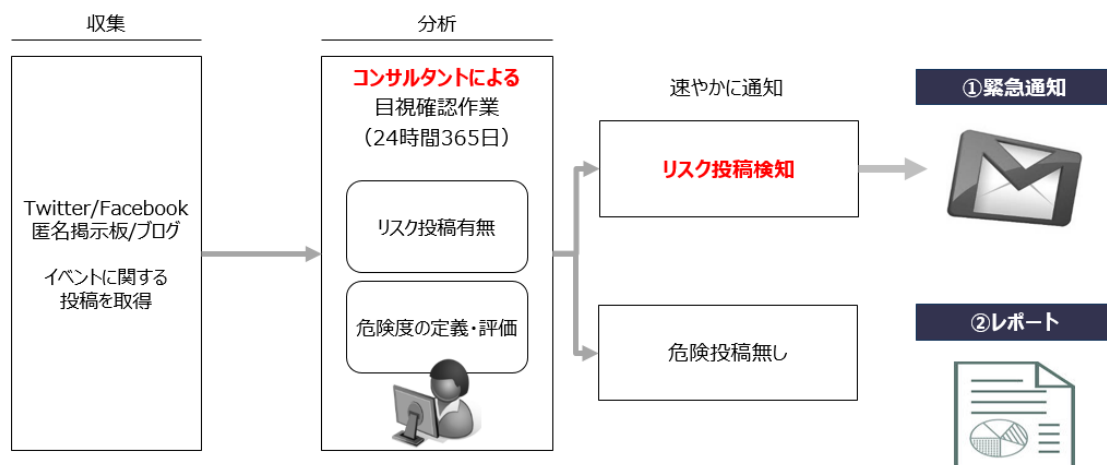 収集
分析
Twitter/Facebook
匿名掲示板/ブログ
イベントに関する
投稿を取得
コンサルタントによる
目視確認作業
（24時間365日）
リスク投稿有無
危険度の定義・評価
速やかに通知
リスク投稿検知
危険投稿無し
①緊急通知
②レポート